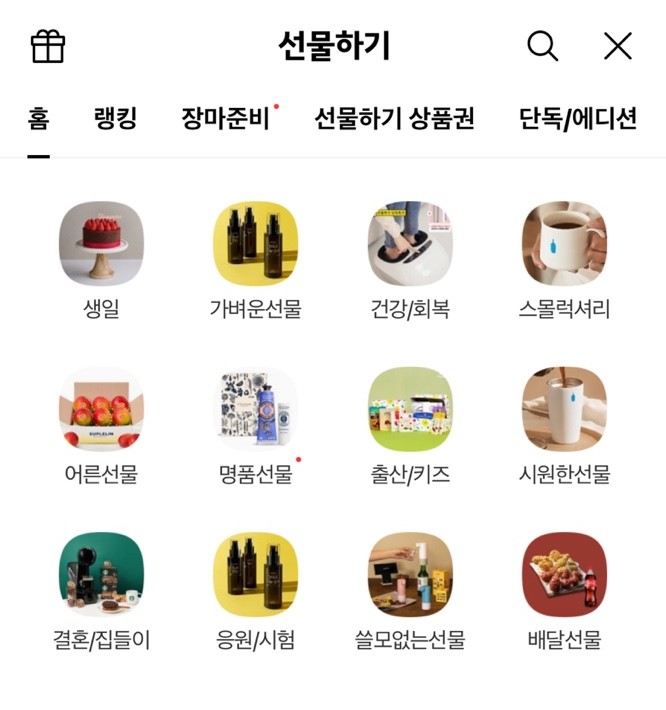 선물하기
홈 랭킹 장마준비 선물하기 상품권 단독/에디션
생일 가벼운선물 건강/회복 스몰럭셔리
어른선물 명품선물 출산/키즈 시원한선물
결혼/집들이 응원/시험 쓸모없는선물 배달선물